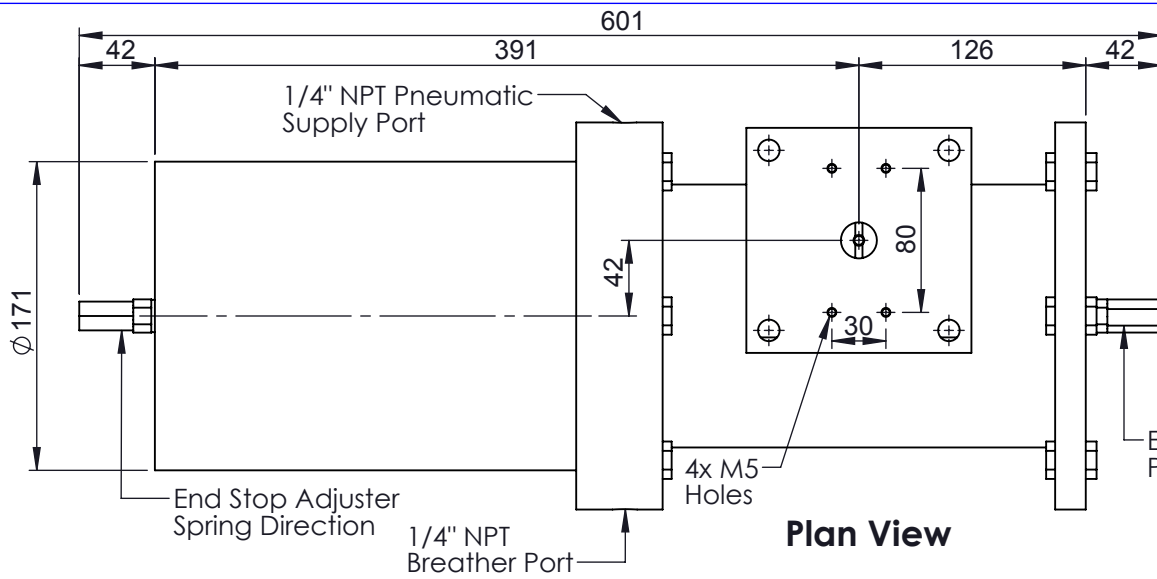 601
42
391
126
42
1/4" NPT Pneumatic
Supply Port
80
42
30
⌀171
4x M5
Holes
End Stop Adjuster
Spring Direction
1/4" NPT
Breather Port
Plan View